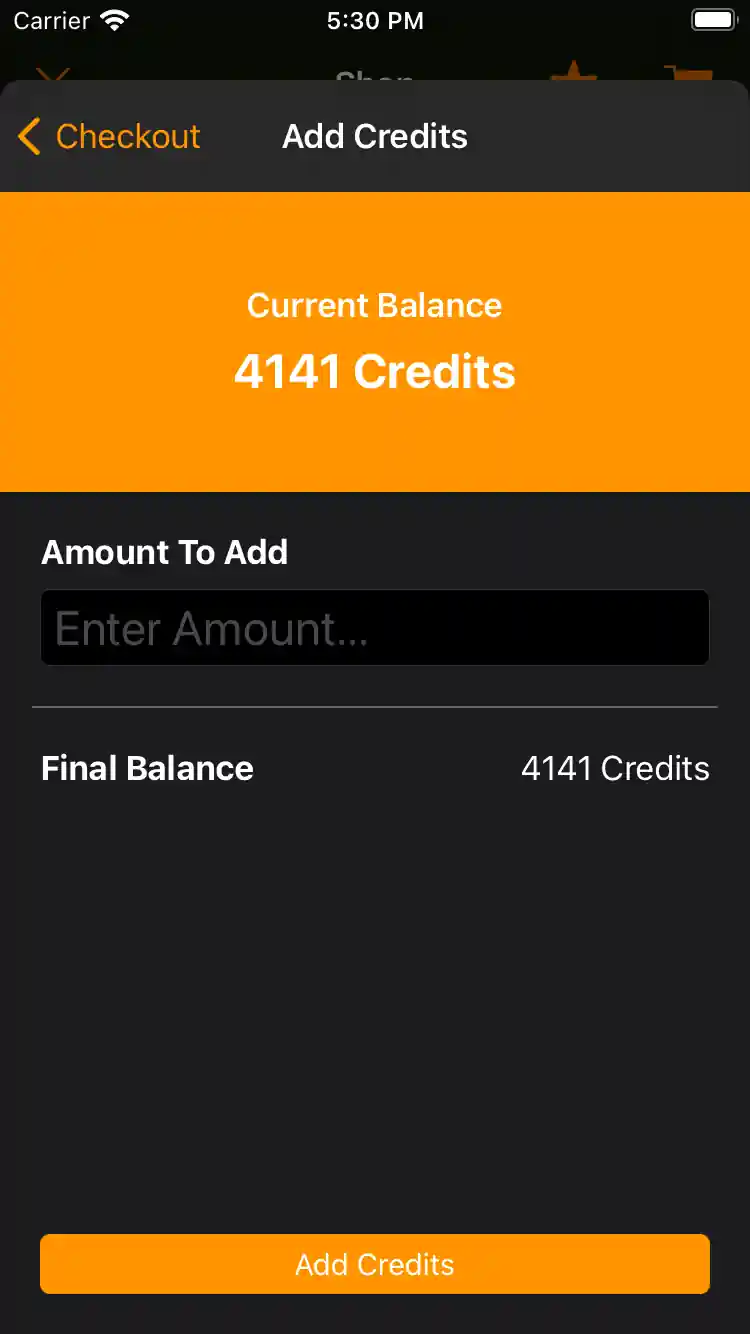 Carrier 5:30 PM
Shop
Checkout Add Credits
Current Balance
4141 Credits
Amount To Add
Enter Amount...
Final Balance 4141 Credits
Add Credits